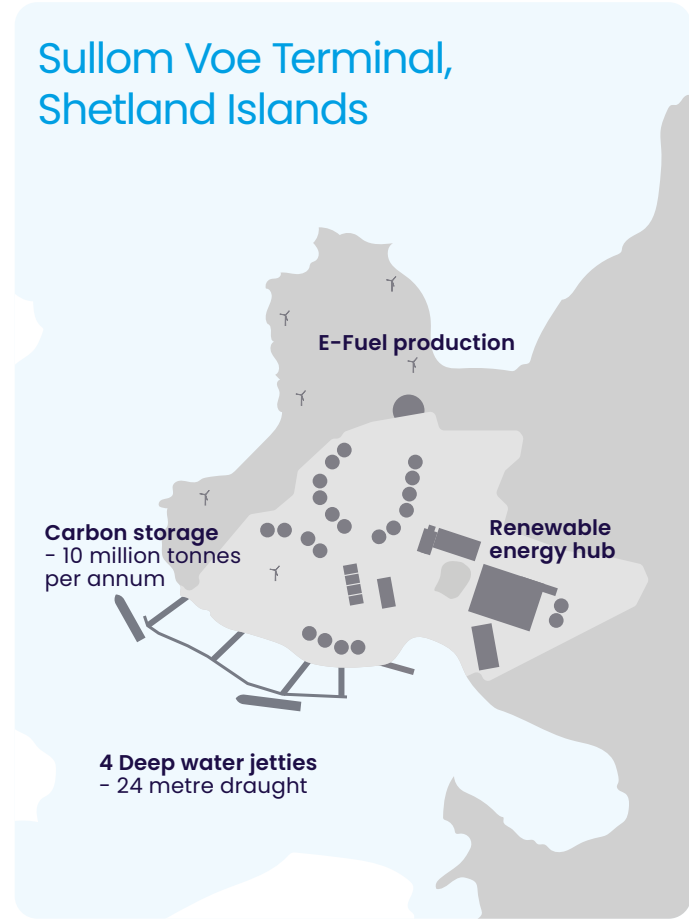 Sullom Voe Terminal,
Shetland Islands
E-Fuel production
Carbon storage
- 10 million tonnes
per annum
Renewable
energy hub
4 Deep water jetties
- 24 metre draught